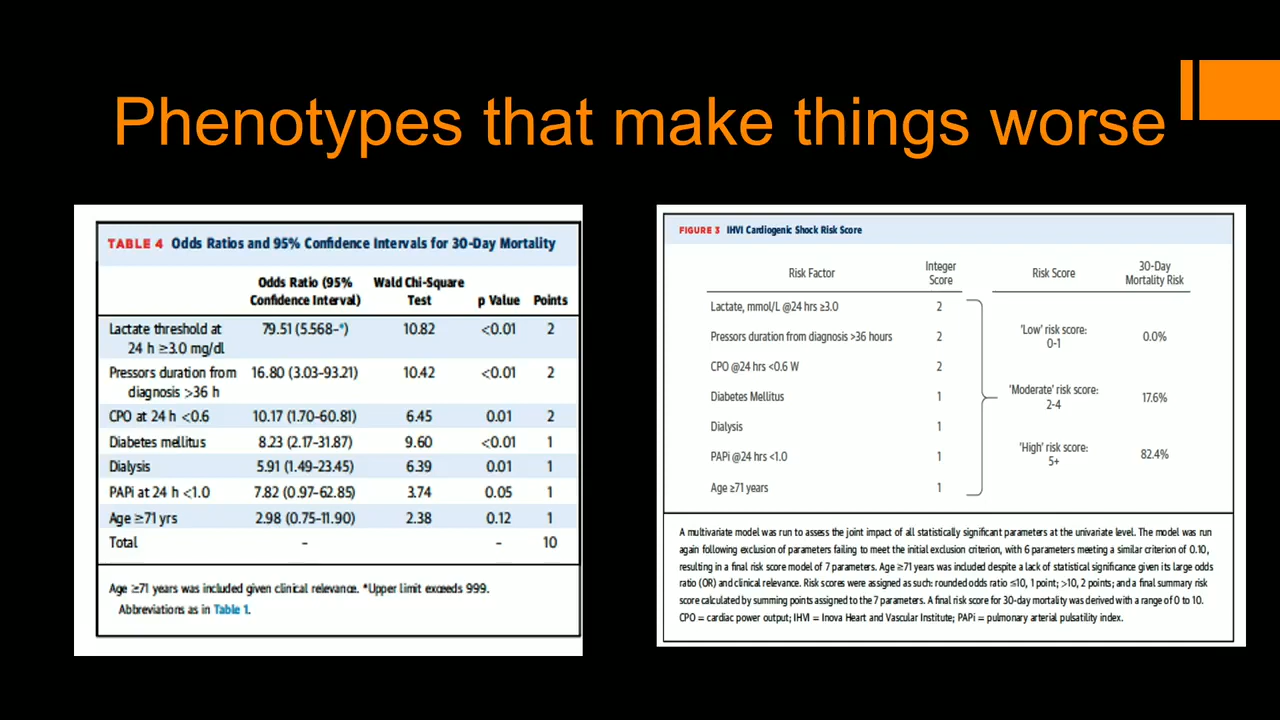 Phenotypes that make things worse
TABLE 4 Odds Ratios and 95% Confidence Intervals for 30-Day Mortality
Odds Ratio (95% Confidence Interval) Wald Chi-Square Test p Value Points
Lactate threshold at 24 h ≥3.0 mg/dl 79.51 (5.568–*) 10.82 <0.01 2
Pressors duration from diagnosis >36 h 16.80 (3.03–93.21) 10.42 <0.01 2
CPO at 24 h <0.6 10.17 (1.70–60.81) 6.45 0.01 2
Diabetes mellitus 8.23 (2.17–31.87) 9.60 <0.01 1
Dialysis 5.91 (1.49–23.45) 6.39 0.01 1
PAPi at 24 h <1.0 7.82 (0.97–62.85) 3.74 0.05 1
Age ≥71 yrs 2.98 (0.75–11.90) 2.38 0.12 1
Total – – 10
Age ≥71 years was included given clinical relevance. *Upper limit exceeds 999.
Abbreviations as in Table 1.
FIGURE 3 IHVI Cardiogenic Shock Risk Score
Risk Factor Integer Score Risk Score 30-Day Mortality Risk
Lactate, mmol/L @24 hrs ≥3.0 2
Pressors duration from diagnosis >36 hours 2
CPO @24 hrs <0.6 W 2
Diabetes Mellitus 1
Dialysis 1
PAPi @24 hrs <1.0 1
Age ≥71 years 1
'Low' risk score: 0-1 0.0%
'Moderate' risk score: 2-4 17.6%
'High' risk score: 5+ 82.4%
A multivariate model was run to assess the joint impact of all statistically significant parameters at the univariate level. The model was run
again following exclusion of parameters failing to meet the initial exclusion criterion, with 6 parameters meeting a similar criterion of 0.10,
resulting in a final risk score model of 7 parameters. Age ≥71 years was included despite a lack of statistical significance given its large odds
ratio (OR) and clinical relevance. Risk scores were assigned as such: rounded odds ratio ≤10, 1 point; >10, 2 points; and a final summary risk
score calculated by summing points assigned to the 7 parameters. A final risk score for 30-day mortality was derived with a range of 0 to 10.
CPO = cardiac power output; IHVI = Inova Heart and Vascular Institute; PAPi = pulmonary arterial pulsatility index.